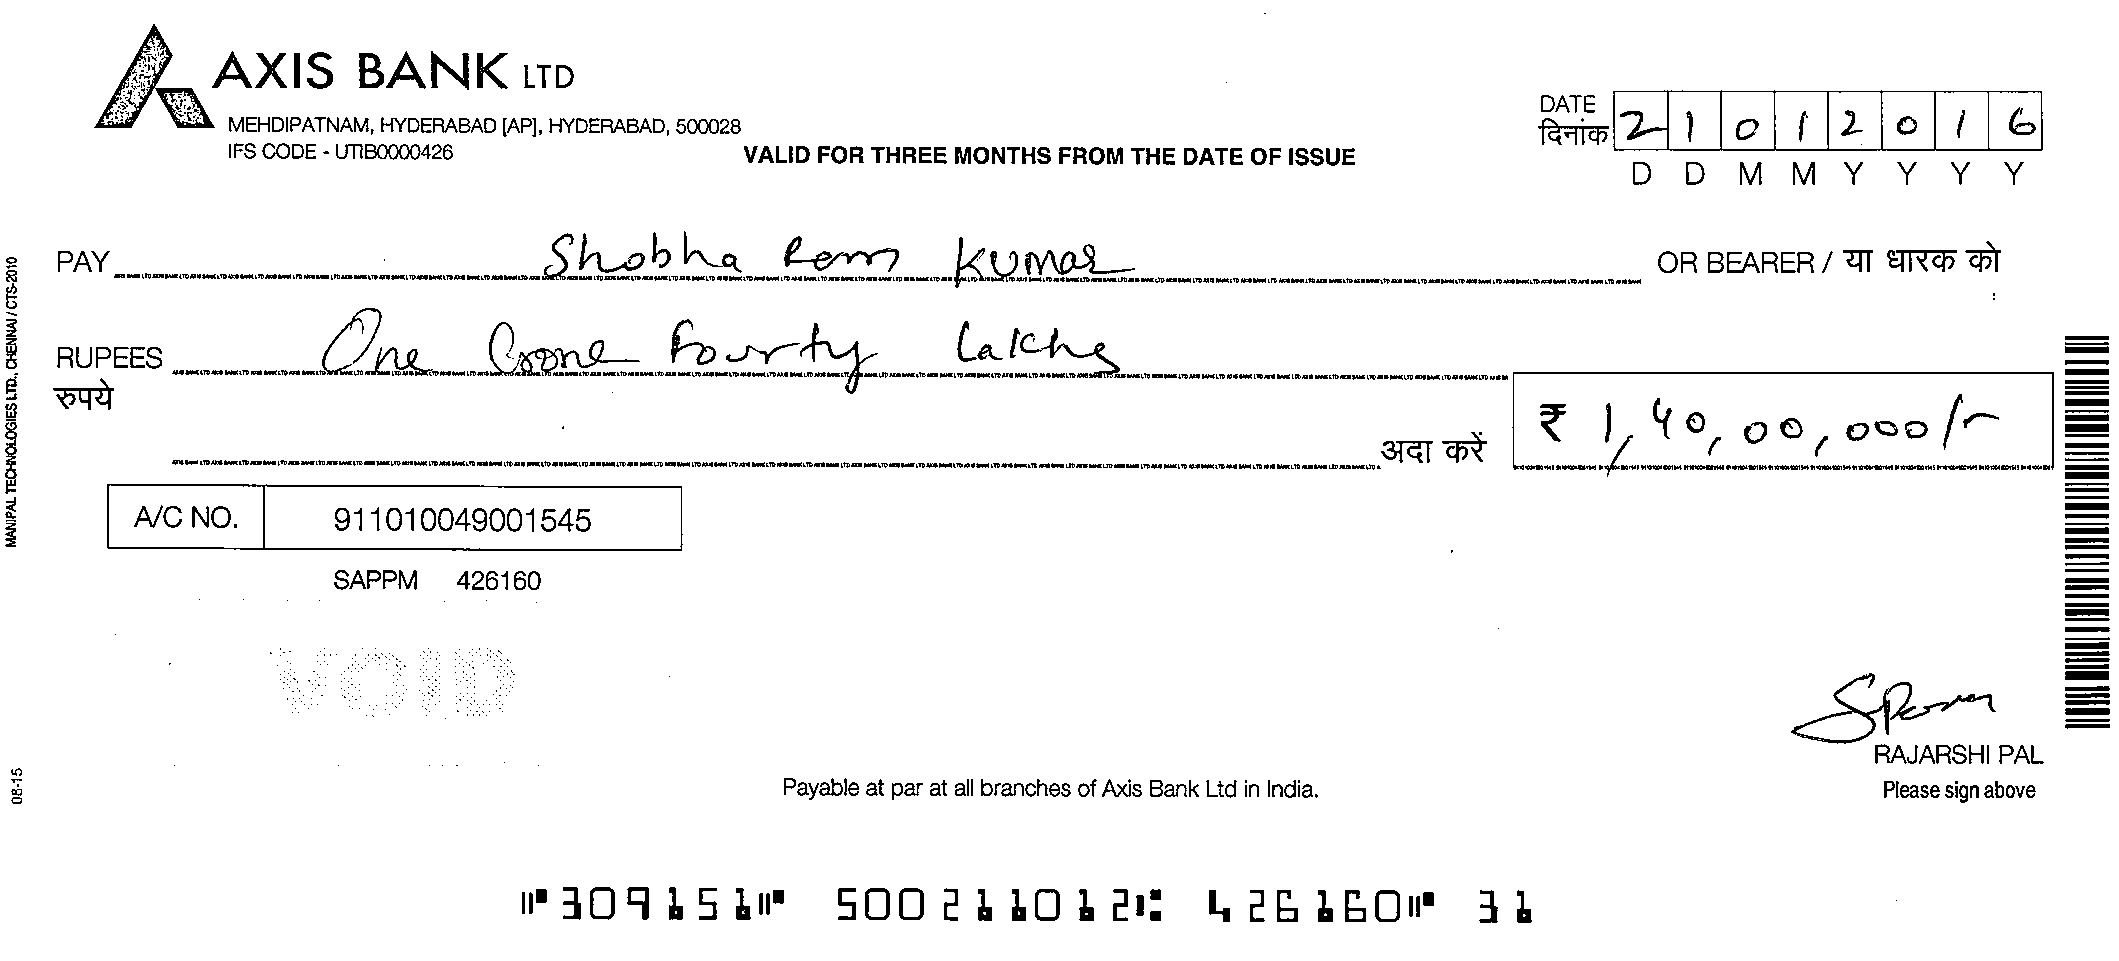 AXIS BANK LTD
MEHDIPATNAM, HYDERABAD [AP], HYDERABAD, 500028
IFS CODE - UTIB0000426
VALID FOR THREE MONTHS FROM THE DATE OF ISSUE
DATE
दिनांक 2 1 0 1 2 0 1 6
D D M M Y Y Y Y
PAY Shobha Ram Kumar OR BEARER / या धारक को
RUPEES One Crore Fourty Lakhs
रुपये
अदा करें ₹ 1,40,00,000/-
A/C NO. 911010049001545
SAPPM 426160
VOID
RAJARSHI PAL
Please sign above
Payable at par at all branches of Axis Bank Ltd in India.
⑈309151⑈ 500211012⑆ 426160⑈ 31
MANIPAL TECHNOLOGIES LTD., CHENNAI / CTS-2010
08-15